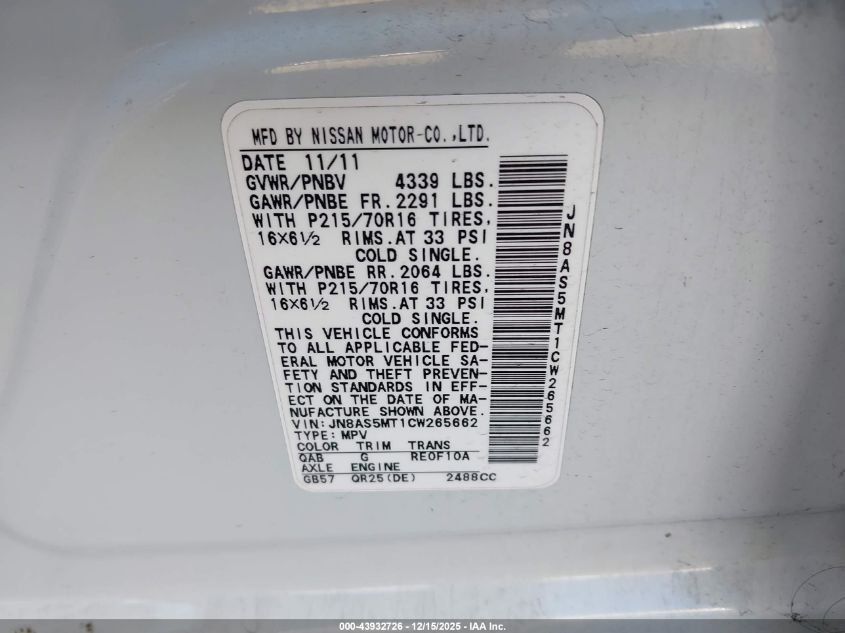 MFD BY NISSAN MOTOR-CO.,LTD.
DATE 11/11
GVWR/PNBV 4339 LBS.
GAWR/PNBE FR. 2291 LBS.
WITH P215/70R16 TIRES,
16X6½ RIMS.AT 33 PSI
COLD SINGLE.
GAWR/PNBE RR. 2064 LBS.
WITH P215/70R16 TIRES,
16X6½ RIMS.AT 33 PSI
COLD SINGLE.
THIS VEHICLE CONFORMS
TO ALL APPLICABLE FED-
ERAL MOTOR VEHICLE SA-
FETY AND THEFT PREVEN-
TION STANDARDS IN EFF-
ECT ON THE DATE OF MA-
NUFACTURE SHOWN ABOVE.
VIN: JN8AS5MT1CW265662
TYPE: MPV
COLOR TRIM TRANS
QAB G RE0F10A
AXLE ENGINE
GB57 QR25(DE) 2488CC
JN8AS5MT1CW265662
000-43932726 - 12/15/2025 - IAA Inc.